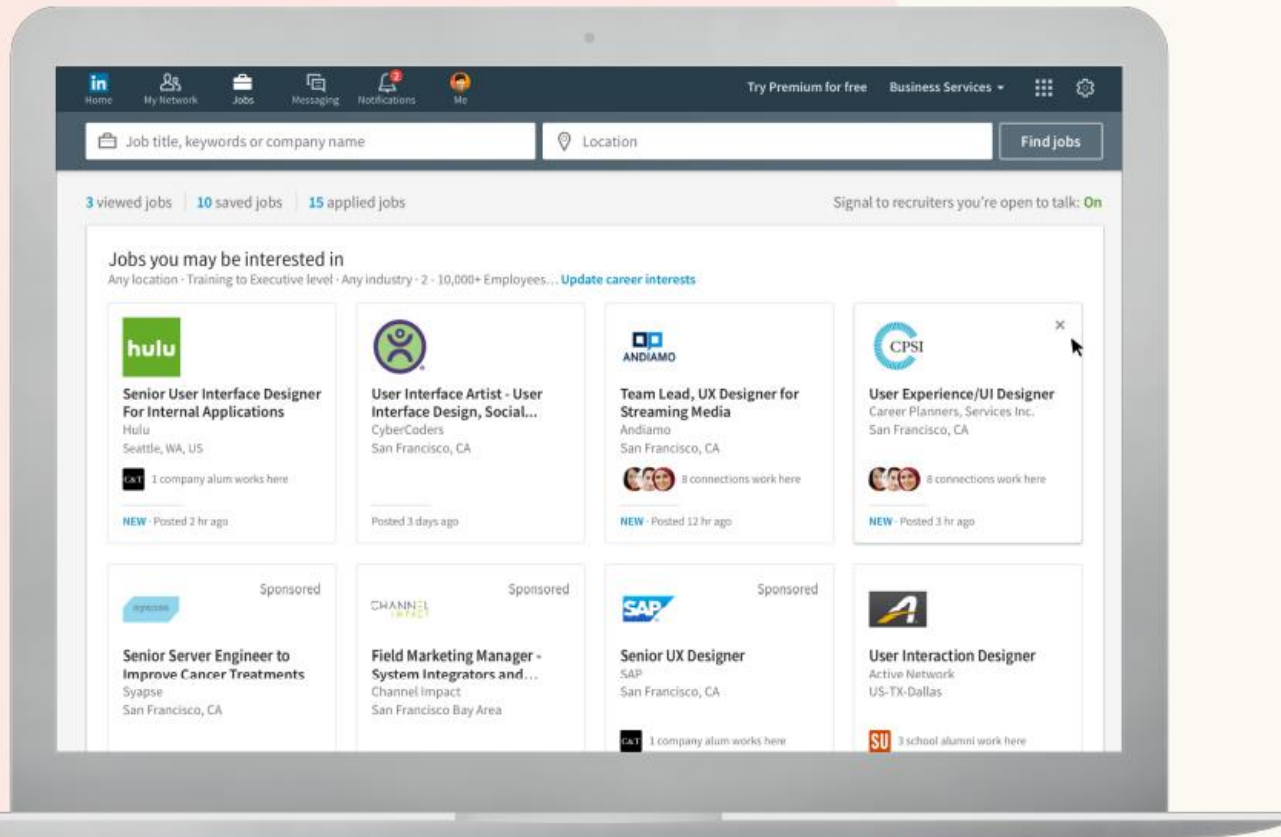 in
Home
My Network
Jobs
Messaging
2
Notifications
Me
Try Premium for free
Business Services
Job title, keywords or company name
Location
Find jobs
3 viewed jobs
10 saved jobs
15 applied jobs
Signal to recruiters you're open to talk: On
Jobs you may be interested in
Any location · Training to Executive level · Any industry · 2 - 10,000+ Employees... Update career interests
hulu
Senior User Interface Designer
For Internal Applications
Hulu
Seattle, WA, US
C&T 1 company alum works here
NEW · Posted 2 hr ago
User Interface Artist - User
Interface Design, Social...
CyberCoders
San Francisco, CA
Posted 3 days ago
ANDIAMO
Team Lead, UX Designer for
Streaming Media
Andiamo
San Francisco, CA
8 connections work here
NEW · Posted 12 hr ago
CPSI
User Experience/UI Designer
Career Planners, Services Inc.
San Francisco, CA
8 connections work here
NEW · Posted 3 hr ago
Sponsored
syapse
Senior Server Engineer to
Improve Cancer Treatments
Syapse
San Francisco, CA
Sponsored
CHANNEL
IMPACT
Field Marketing Manager -
System Integrators and...
Channel Impact
San Francisco Bay Area
Sponsored
SAP
Senior UX Designer
SAP
San Francisco, CA
C&T 1 company alum works here
User Interaction Designer
Active Network
US-TX-Dallas
SU 3 school alumni work here